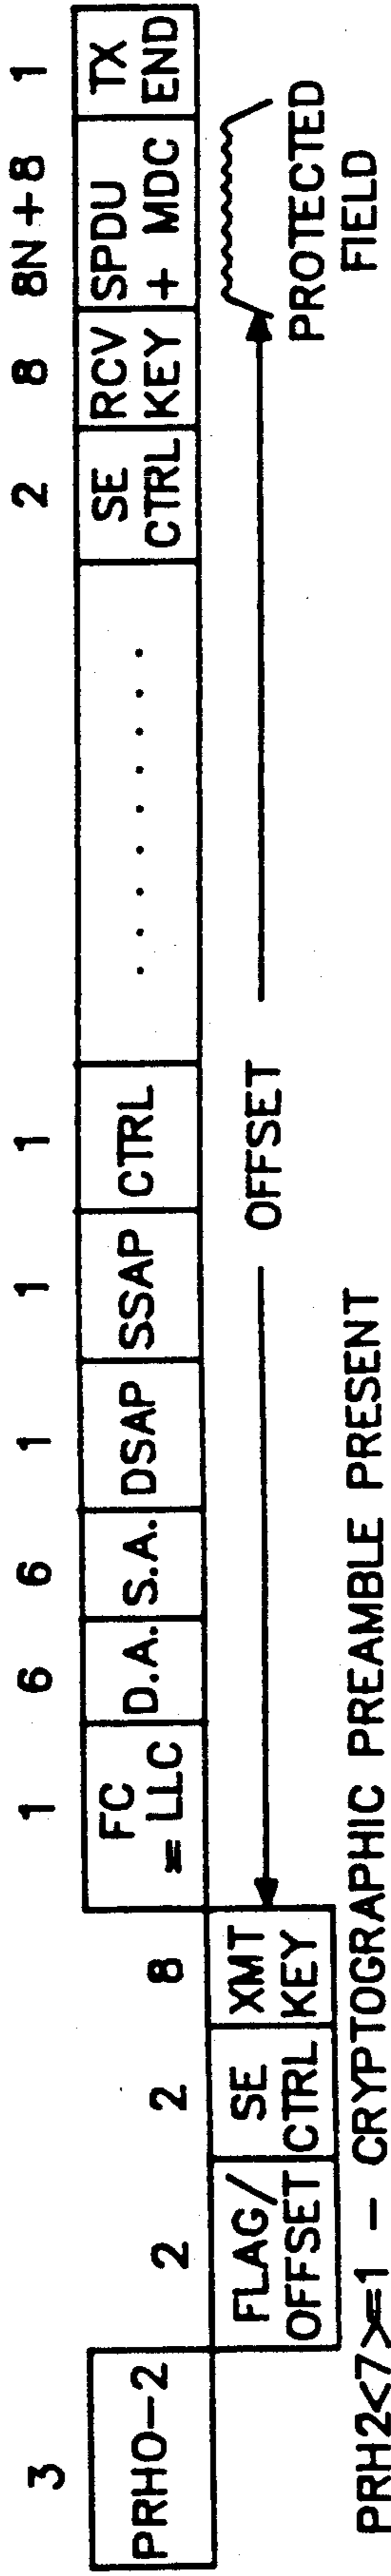 3 2 2 8 1 6 6 1 1 1 2 8 8N+8 1
PRH0-2
FLAG/
OFFSET
SE
CTRL
XMT
KEY
FC
= LLC
D.A.
S.A.
DSAP
SSAP
CTRL
. . . . . . . . .
SE
CTRL
RCV
KEY
SPDU
+ MDC
TX
END
OFFSET
PROTECTED
FIELD
PRH2<7>=1 – CRYPTOGRAPHIC PREAMBLE PRESENT